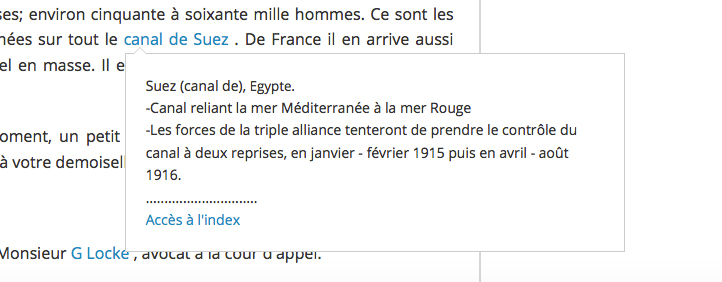 ses; environ cinquante à soixante mille hommes. Ce sont les
nées sur tout le canal de Suez . De France il en arrive aussi
el en masse. Il e
Suez (canal de), Egypte.
-Canal reliant la mer Méditerranée à la mer Rouge
-Les forces de la triple alliance tenteront de prendre le contrôle du
canal à deux reprises, en janvier - février 1915 puis en avril - août
1916.
..............................
Accès à l'index
oment, un petit
à votre demoisell
Monsieur G Locke , avocat à la cour d'appel.